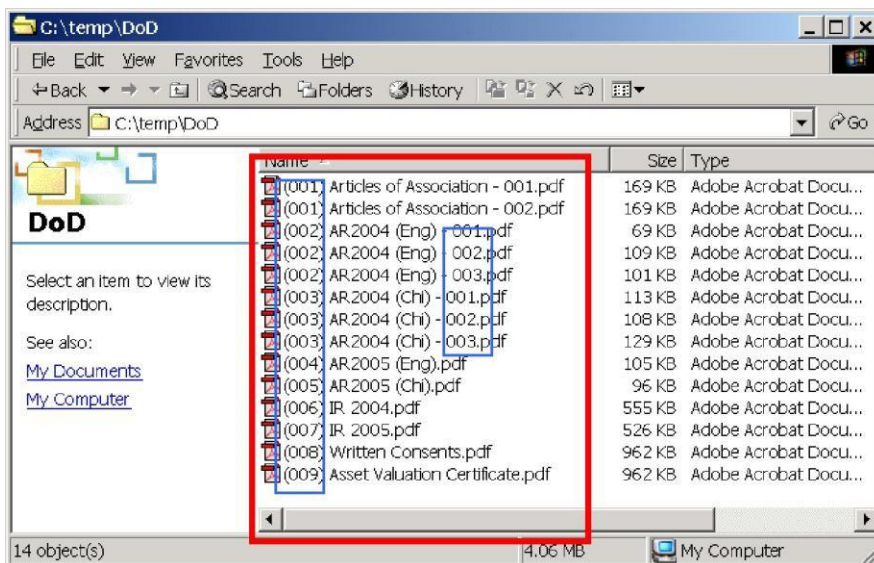 C:\temp\DoD
File Edit View Favorites Tools Help
Back Search Folders History
Address C:\temp\DoD Go
Name Size Type
DoD
Select an item to view its
description.
See also:
My Documents
My Computer
(001) Articles of Association - 001.pdf 169 KB Adobe Acrobat Docu...
(001) Articles of Association - 002.pdf 169 KB Adobe Acrobat Docu...
(002) AR2004 (Eng) - 001.pdf 69 KB Adobe Acrobat Docu...
(002) AR2004 (Eng) - 002.pdf 109 KB Adobe Acrobat Docu...
(002) AR2004 (Eng) - 003.pdf 101 KB Adobe Acrobat Docu...
(003) AR2004 (Chi) - 001.pdf 113 KB Adobe Acrobat Docu...
(003) AR2004 (Chi) - 002.pdf 108 KB Adobe Acrobat Docu...
(003) AR2004 (Chi) - 003.pdf 129 KB Adobe Acrobat Docu...
(004) AR2005 (Eng).pdf 105 KB Adobe Acrobat Docu...
(005) AR2005 (Chi).pdf 96 KB Adobe Acrobat Docu...
(006) IR 2004.pdf 555 KB Adobe Acrobat Docu...
(007) IR 2005.pdf 526 KB Adobe Acrobat Docu...
(008) Written Consents.pdf 962 KB Adobe Acrobat Docu...
(009) Asset Valuation Certificate.pdf 962 KB Adobe Acrobat Docu...
14 object(s) 4.06 MB My Computer